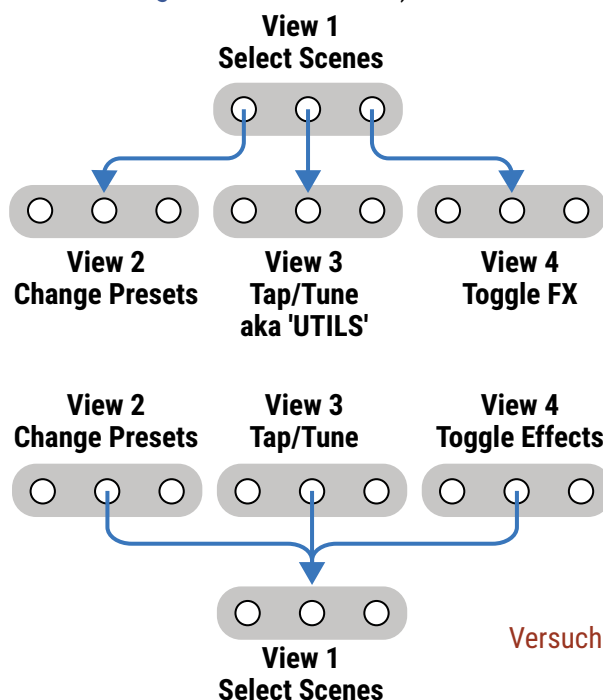 View 1
Select Scenes
View 2
Change Presets
View 3
Tap/Tune
aka 'UTILS'
View 4
Toggle FX
View 2
Change Presets
View 3
Tap/Tune
View 4
Toggle Effects
Versuch
View 1
Select Scenes